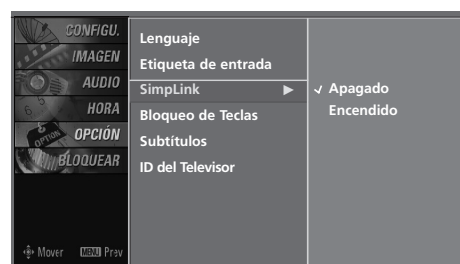 CONFIGU.
IMAGEN
AUDIO
HORA
OPCIÓN
BLOQUEAR
Mover MENU Prev
Lenguaje
Etiqueta de entrada
SimpLink ▶
Bloqueo de Teclas
Subtítulos
ID del Televisor
✓ Apagado
Encendido